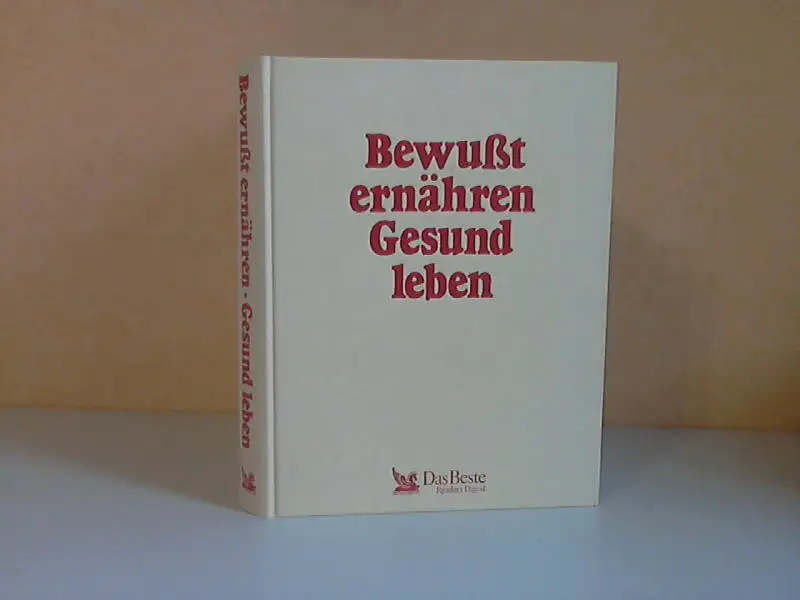 Bewußt ernähren · Gesund leben
Bewußt
ernähren
Gesund
leben
Das Beste
Reader's Digest